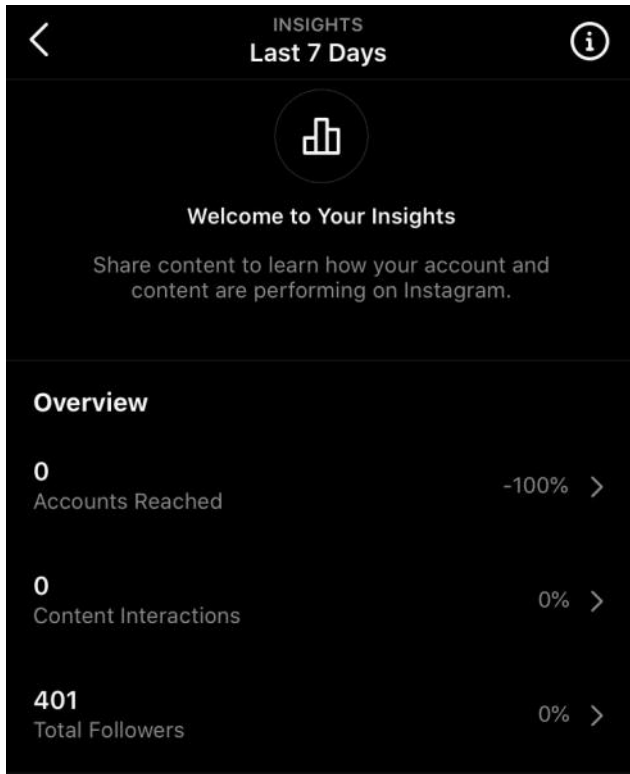 INSIGHTS
Last 7 Days
Welcome to Your Insights
Share content to learn how your account and
content are performing on Instagram.
Overview
0
Accounts Reached
-100%
0
Content Interactions
0%
401
Total Followers
0%